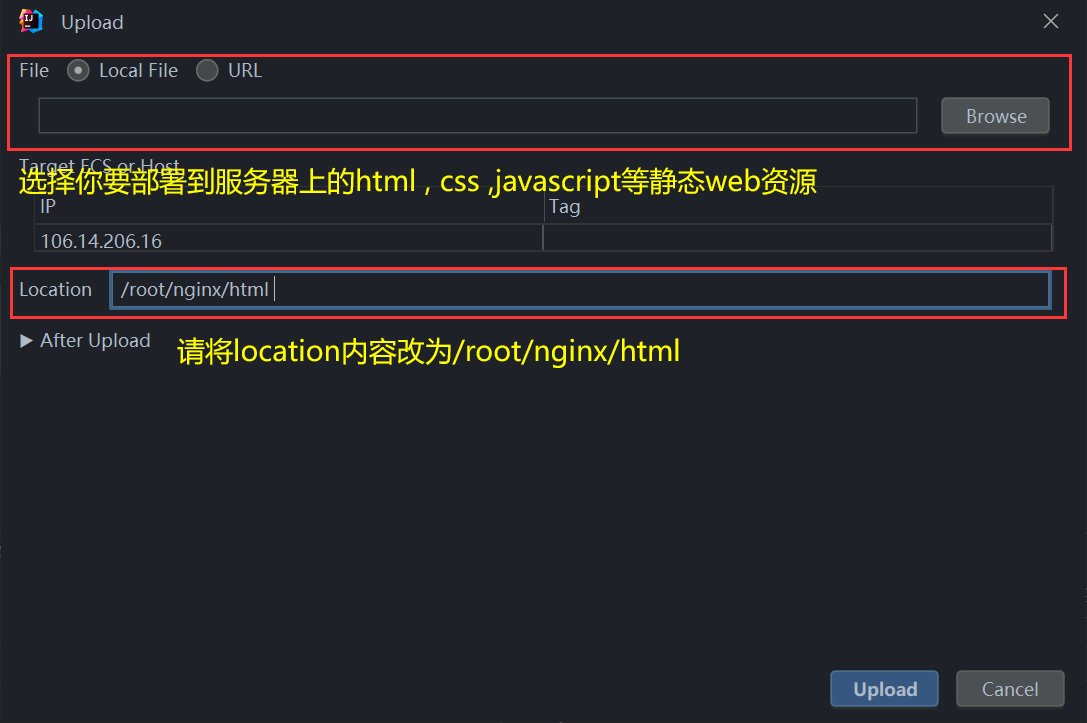 Upload
File Local File URL
Browse
Target ECS or Host
选择你要部署到服务器上的html , css ,javascript等静态web资源
IP Tag
106.14.206.16
Location /root/nginx/html
After Upload
请将location内容改为/root/nginx/html
Upload Cancel